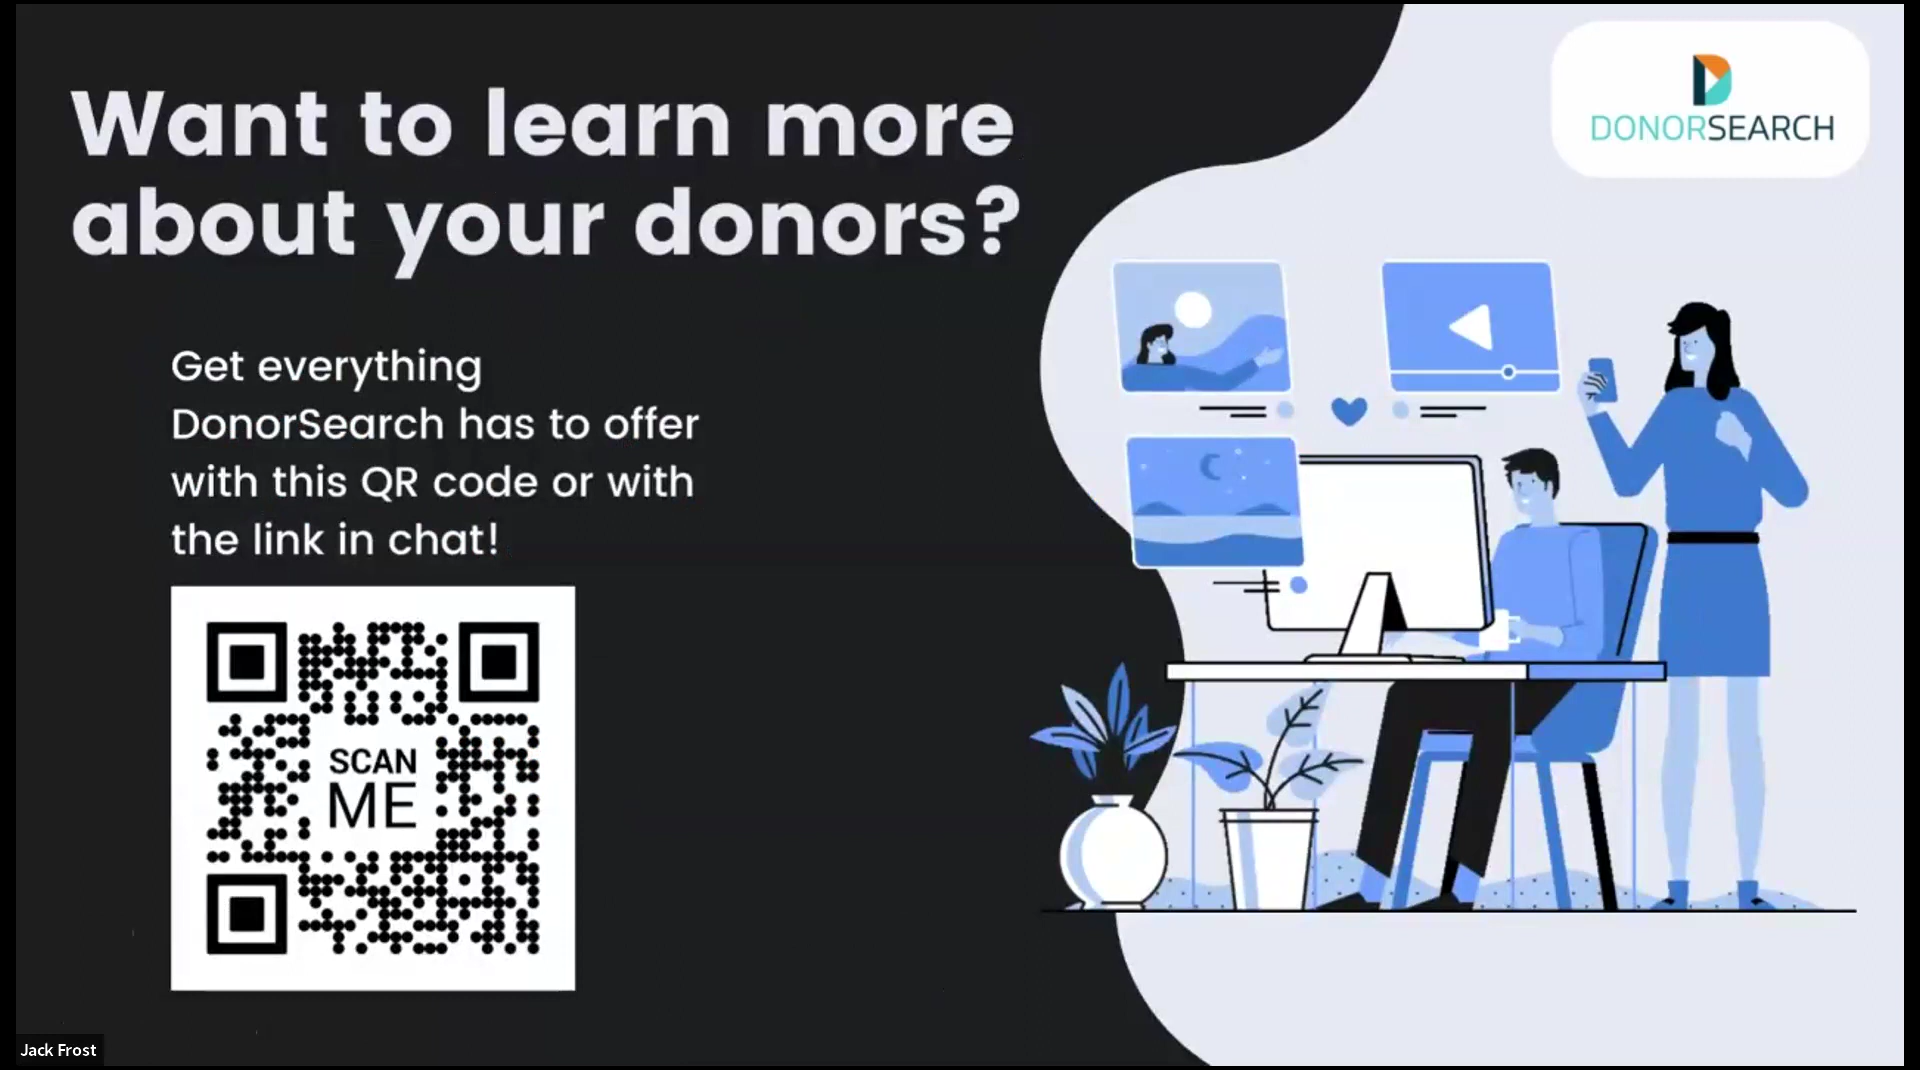 Want to learn more
about your donors?
DONORSEARCH
Get everything
DonorSearch has to offer
with this QR code or with
the link in chat!
SCAN
ME
Jack Frost